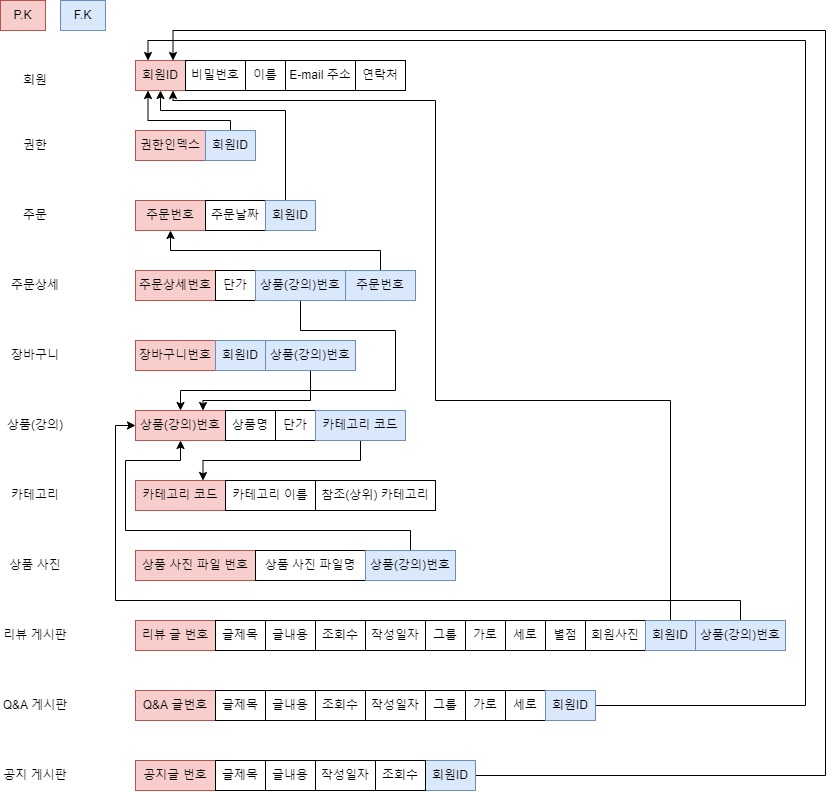 P.K F.K
회원 회원ID 비밀번호 이름 E-mail 주소 연락처
권한 권한인덱스 회원ID
주문 주문번호 주문날짜 회원ID
주문상세 주문상세번호 단가 상품(강의)번호 주문번호
장바구니 장바구니번호 회원ID 상품(강의)번호
상품(강의) 상품(강의)번호 상품명 단가 카테고리 코드
카테고리 카테고리 코드 카테고리 이름 참조(상위) 카테고리
상품 사진 상품 사진 파일 번호 상품 사진 파일명 상품(강의)번호
리뷰 게시판 리뷰 글 번호 글제목 글내용 조회수 작성일자 그룹 가로 세로 별점 회원사진 회원ID 상품(강의)번호
Q&A 게시판 Q&A 글번호 글제목 글내용 조회수 작성일자 그룹 가로 세로 회원ID
공지 게시판 공지글 번호 글제목 글내용 작성일자 조회수 회원ID